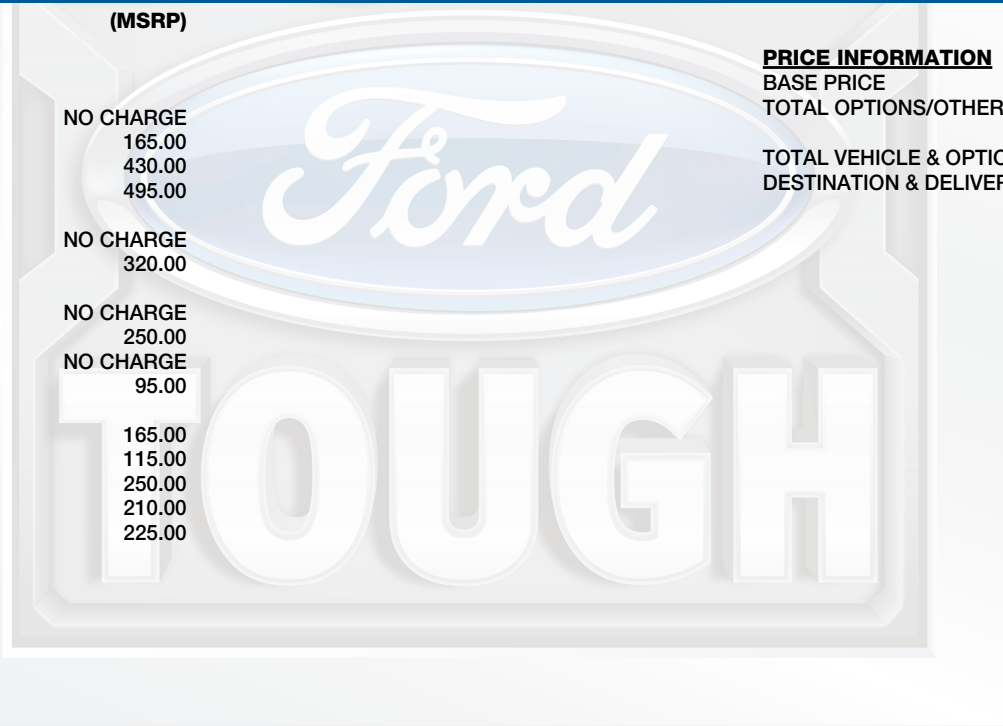 (MSRP)
NO CHARGE
165.00
430.00
495.00
NO CHARGE
320.00
NO CHARGE
250.00
NO CHARGE
95.00
165.00
115.00
250.00
210.00
225.00
PRICE INFORMATION
BASE PRICE
TOTAL OPTIONS/OTHER
TOTAL VEHICLE & OPTIO
DESTINATION & DELIVER
Ford
TOUGH